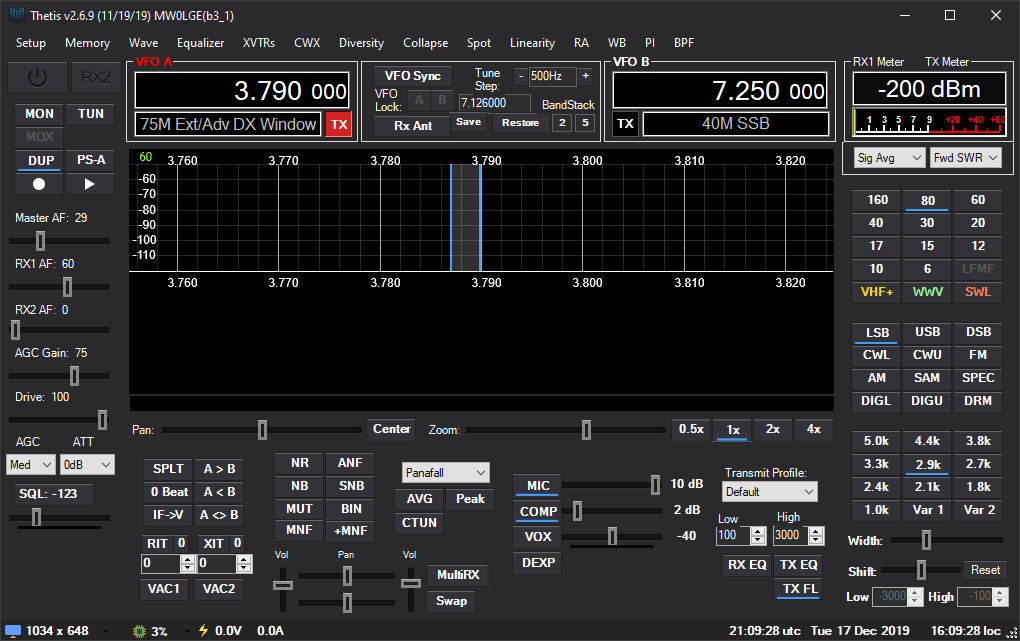 Thetis v2.6.9 (11/19/19) MW0LGE(b3_1)
Setup Memory Wave Equalizer XVTRs CWX Diversity Collapse Spot Linearity RA WB PI BPF
RX2
MON TUN
MOX
DUP PS-A
Master AF: 29
RX1 AF: 60
RX2 AF: 0
AGC Gain: 75
Drive: 100
AGC ATT
Med 0dB
SQL: -123
VFO A
3.790 000
75M Ext/Adv DX Window TX
VFO Sync
VFO Lock: A B
Rx Ant
Tune Step: - 500Hz +
7.126000 BandStack
Save Restore 2 5
VFO B
7.250 000
TX 40M SSB
RX1 Meter TX Meter
-200 dBm
1 3 5 7 9 +20 +40 +60
Sig Avg Fwd SWR
60 3.760 3.770 3.780 3.790 3.800 3.810 3.820
-60
-70
-80
-90
-100
-110
3.760 3.770 3.780 3.790 3.800 3.810 3.820
Pan: Center Zoom: 0.5x 1x 2x 4x
160 80 60
40 30 20
17 15 12
10 6 LFMF
VHF+ WWV SWL
LSB USB DSB
CWL CWU FM
AM SAM SPEC
DIGL DIGU DRM
5.0k 4.4k 3.8k
3.3k 2.9k 2.7k
2.4k 2.1k 1.8k
1.0k Var 1 Var 2
Width:
Shift: Reset
Low -3000 High -100
SPLT A > B
0 Beat A < B
IF->V A <> B
RIT 0 XIT 0
0 0
VAC1 VAC2
NR ANF
NB SNB
MUT BIN
MNF +MNF
Vol Pan Vol
Panafall
AVG Peak
CTUN
MultiRX
Swap
MIC 10 dB
COMP 2 dB
VOX -40
DEXP
Transmit Profile:
Default
Low High
100 3000
RX EQ TX EQ
TX FL
1034 x 648 3% 0.0V 0.0A 21:09:28 utc Tue 17 Dec 2019 16:09:28 loc